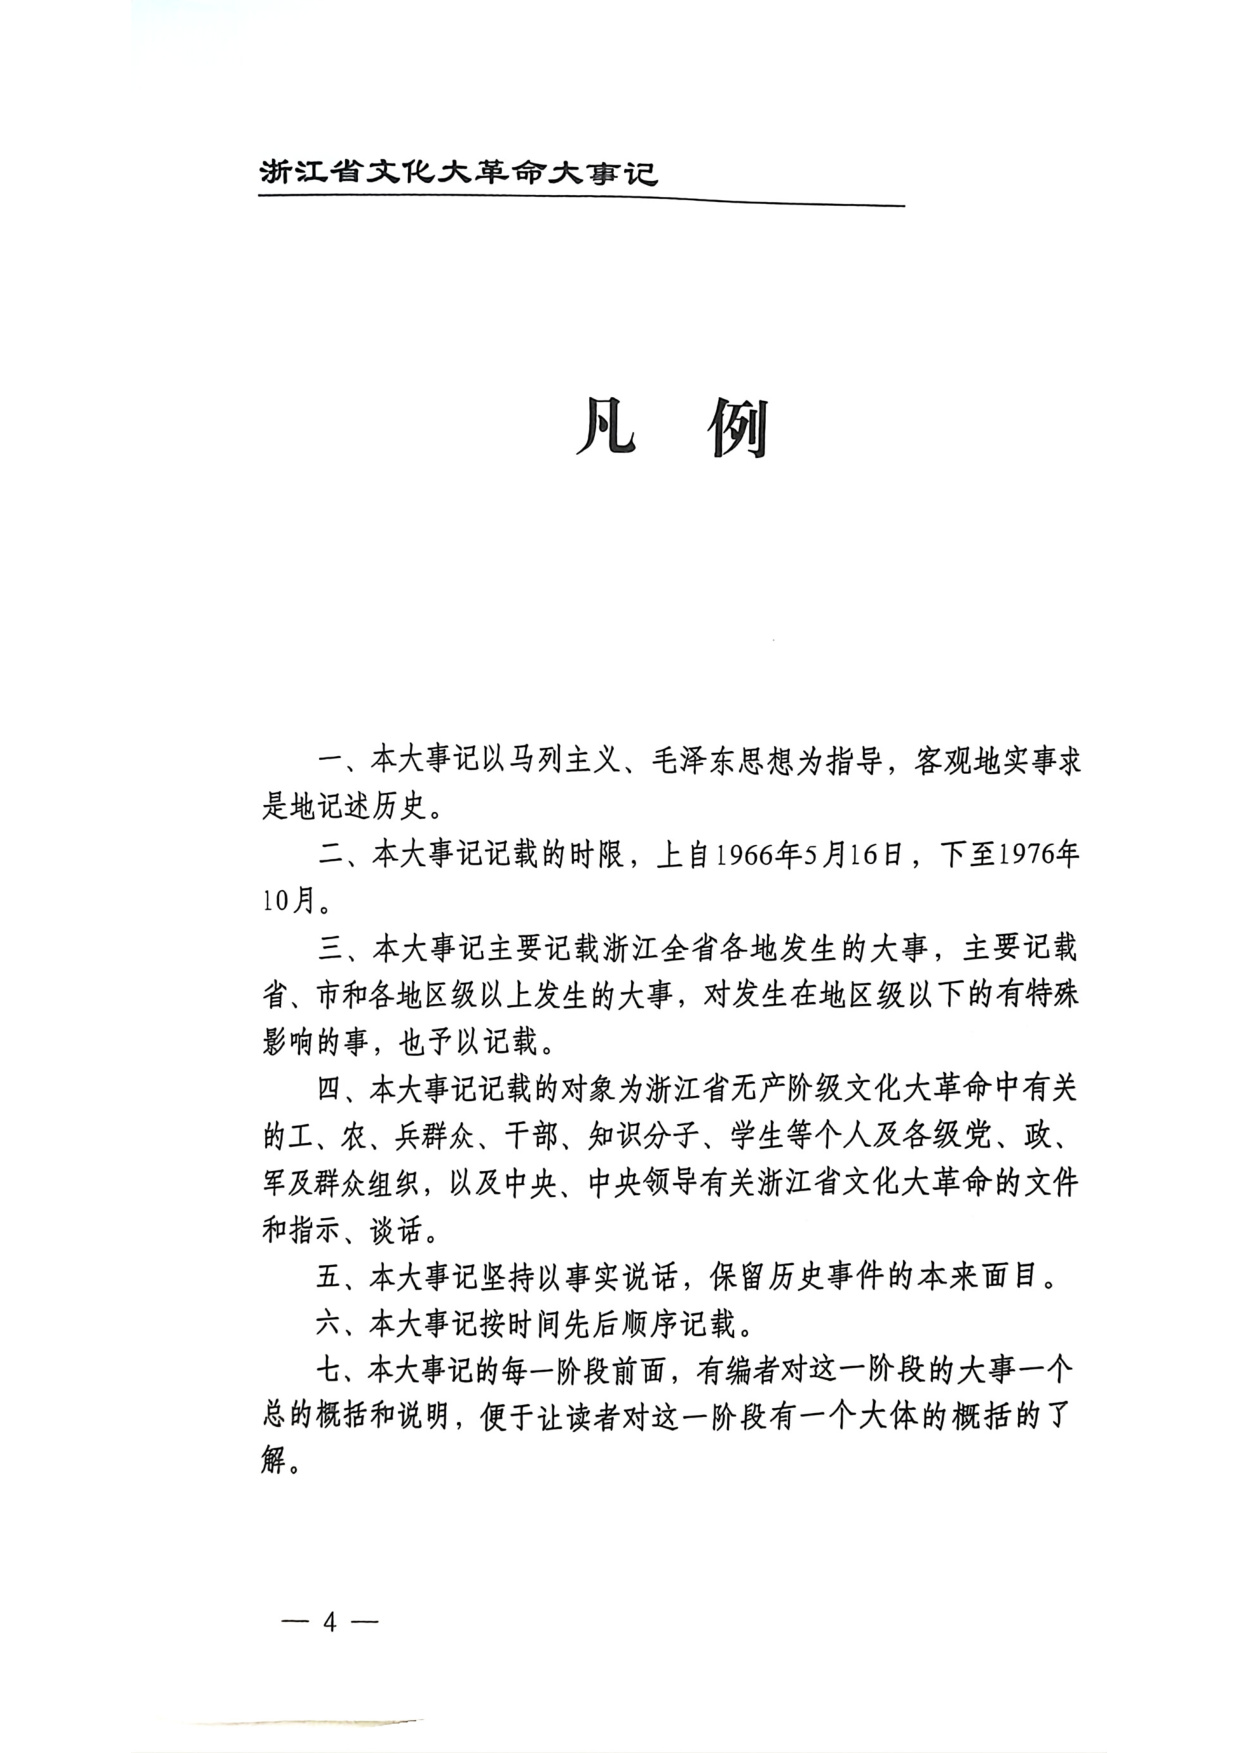 浙江省文化大革命大事记
凡 例
一、本大事记以马列主义、毛泽东思想为指导，客观地实事求
是地记述历史。
二、本大事记记载的时限，上自1966年5月16日，下至1976年
10月。
三、本大事记主要记载浙江全省各地发生的大事，主要记载
省、市和各地区级以上发生的大事，对发生在地区级以下的有特殊
影响的事，也予以记载。
四、本大事记记载的对象为浙江省无产阶级文化大革命中有关
的工、农、兵群众、干部、知识分子、学生等个人及各级党、政、
军及群众组织，以及中央、中央领导有关浙江省文化大革命的文件
和指示、谈话。
五、本大事记坚持以事实说话，保留历史事件的本来面目。
六、本大事记按时间先后顺序记载。
七、本大事记的每一阶段前面，有编者对这一阶段的大事一个
总的概括和说明，便于让读者对这一阶段有一个大体的概括的了
解。
— 4 —